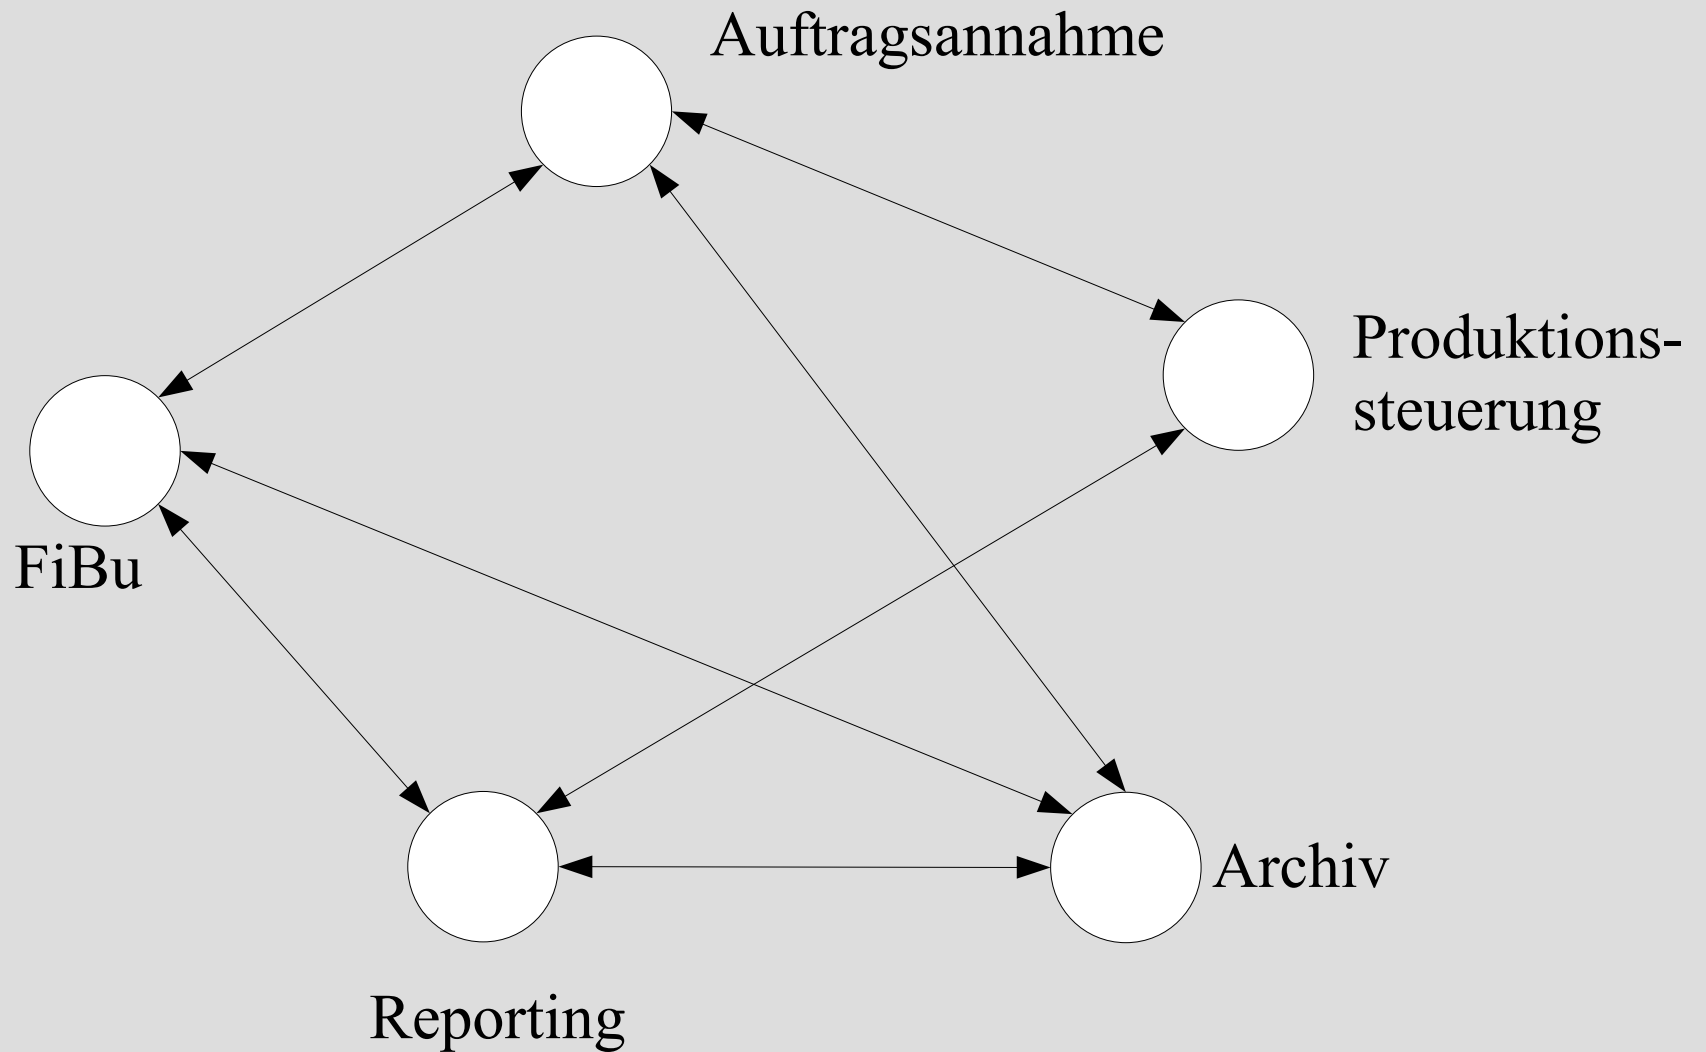 Auftragsannahme
Produktions-
steuerung
FiBu
Archiv
Reporting